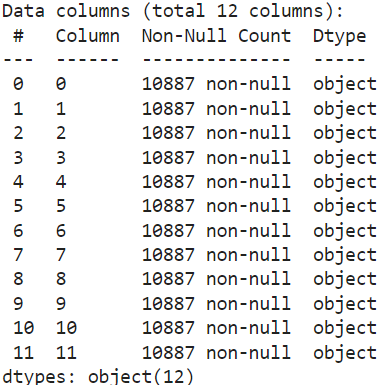 Data columns (total 12 columns):
 #   Column  Non-Null Count  Dtype
---  ------  --------------  -----
 0   0       10887 non-null  object
 1   1       10887 non-null  object
 2   2       10887 non-null  object
 3   3       10887 non-null  object
 4   4       10887 non-null  object
 5   5       10887 non-null  object
 6   6       10887 non-null  object
 7   7       10887 non-null  object
 8   8       10887 non-null  object
 9   9       10887 non-null  object
 10  10      10887 non-null  object
 11  11      10887 non-null  object
dtypes: object(12)